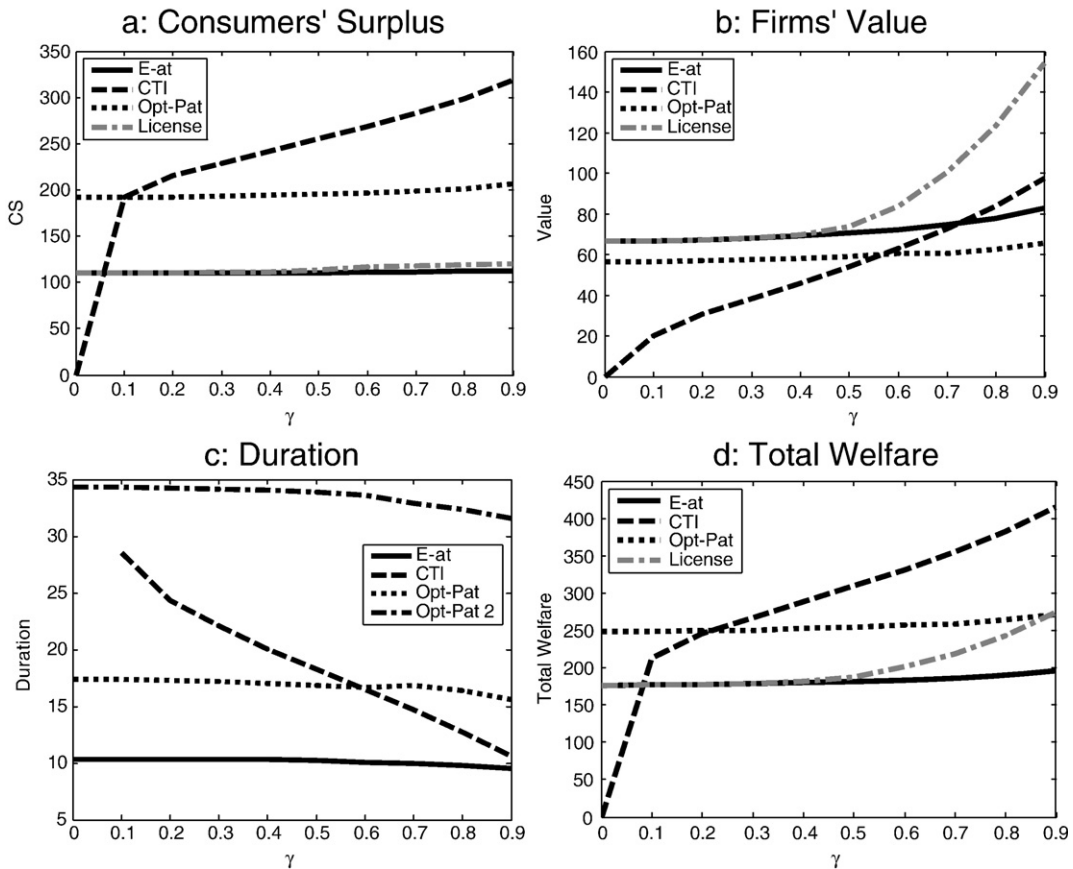 a: Consumers' Surplus
350
300
250
200
150
100
50
0
CS
E-at
CTI
Opt-Pat
License
0 0.1 0.2 0.3 0.4 0.5 0.6 0.7 0.8 0.9
γ
b: Firms' Value
160
140
120
100
80
60
40
20
0
Value
E-at
CTI
Opt-Pat
License
0 0.1 0.2 0.3 0.4 0.5 0.6 0.7 0.8 0.9
γ
c: Duration
35
30
25
20
15
10
5
Duration
E-at
CTI
Opt-Pat
Opt-Pat 2
0 0.1 0.2 0.3 0.4 0.5 0.6 0.7 0.8 0.9
γ
d: Total Welfare
450
400
350
300
250
200
150
100
50
0
Total Welfare
E-at
CTI
Opt-Pat
License
0 0.1 0.2 0.3 0.4 0.5 0.6 0.7 0.8 0.9
γ